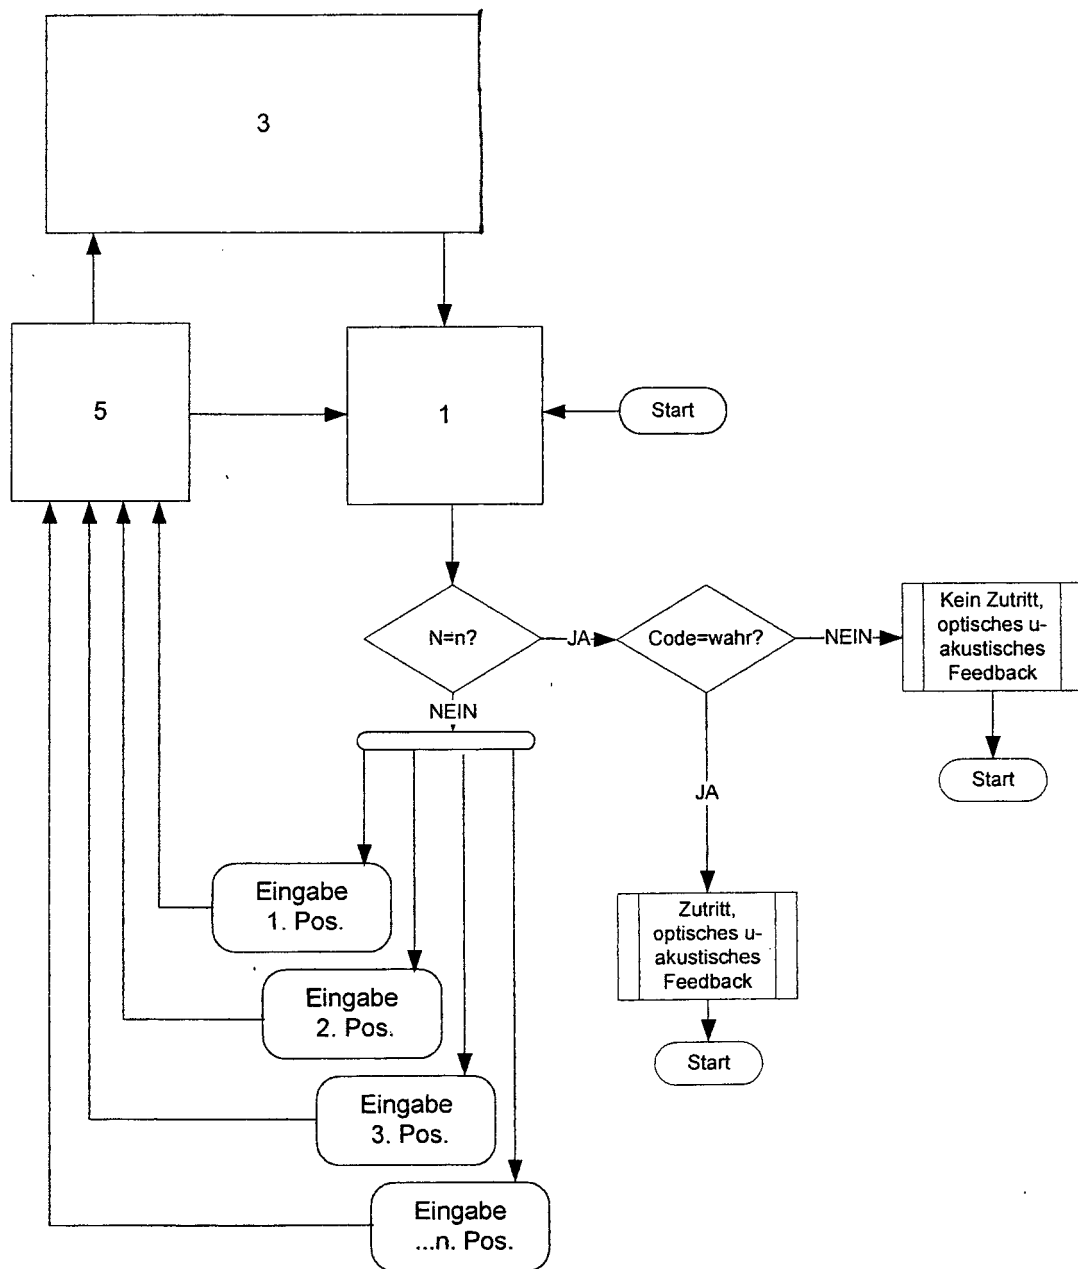 3
5
1
Start
N=n?
JA
Code=wahr?
NEIN
Kein Zutritt,
optisches u-
akustisches
Feedback
NEIN
Start
JA
Eingabe
1. Pos.
Zutritt,
optisches u-
akustisches
Feedback
Eingabe
2. Pos.
Start
Eingabe
3. Pos.
Eingabe
...n. Pos.